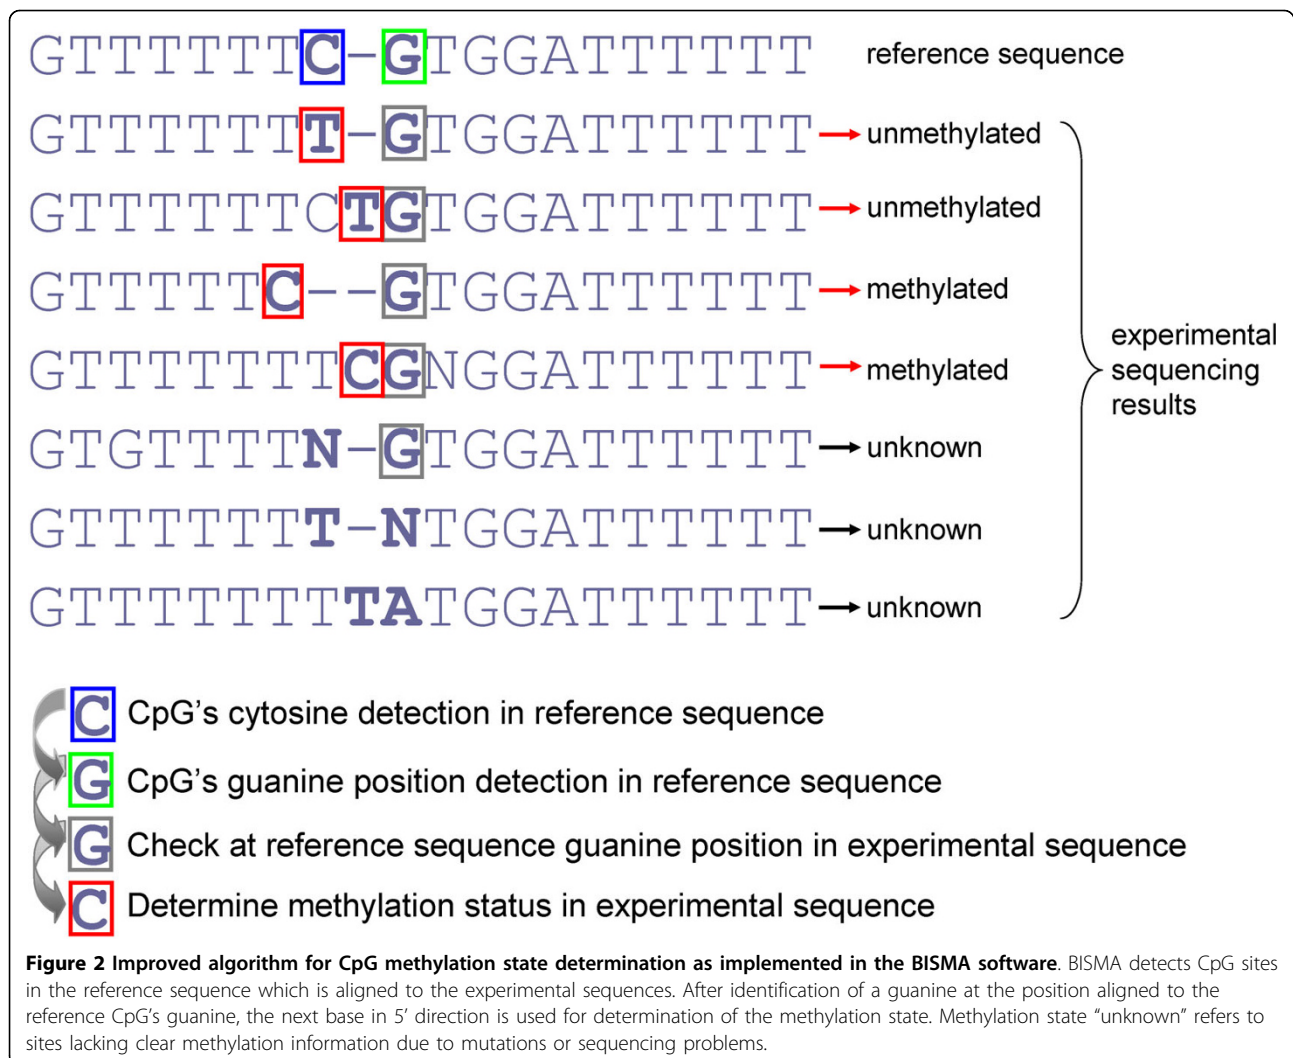 GTTTTTTC–GTGGATTTTTT reference sequence
GTTTTTTT–GTGGATTTTTT unmethylated
GTTTTTTCTGTGGATTTTTT unmethylated
GTTTTTC––GTGGATTTTTT methylated
GTTTTTTTTCGNGGATTTTTT methylated
experimental
sequencing
results
GTGTTTTN–GTGGATTTTTT unknown
GTTTTTTT–NTGGATTTTTT unknown
GTTTTTTTTATGGATTTTTT unknown
C CpG's cytosine detection in reference sequence
G CpG's guanine position detection in reference sequence
G Check at reference sequence guanine position in experimental sequence
C Determine methylation status in experimental sequence
Figure 2 Improved algorithm for CpG methylation state determination as implemented in the BISMA software. BISMA detects CpG sites
in the reference sequence which is aligned to the experimental sequences. After identification of a guanine at the position aligned to the
reference CpG's guanine, the next base in 5′ direction is used for determination of the methylation state. Methylation state “unknown” refers to
sites lacking clear methylation information due to mutations or sequencing problems.